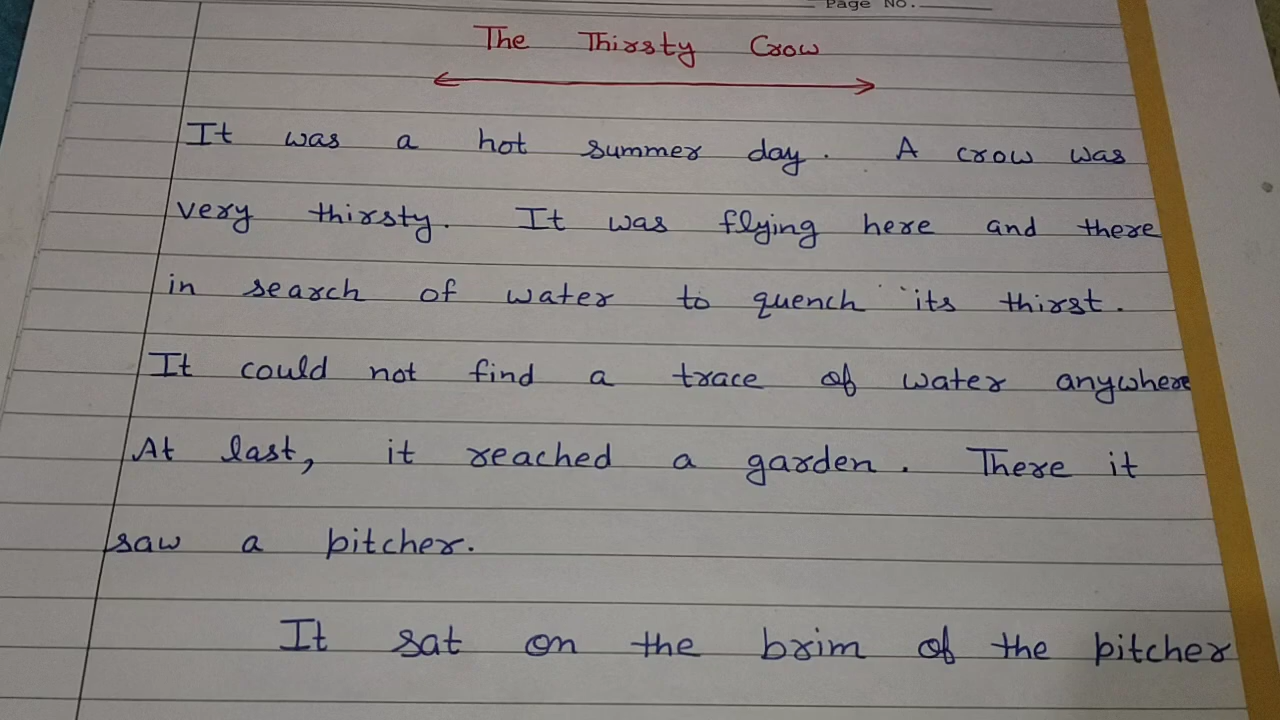 Page No.
The Thirsty Crow
It was a hot summer day. A crow was
very thirsty. It was flying here and there
in search of water to quench its thirst.
It could not find a trace of water anywhere
At last, it reached a garden. There it
saw a pitcher.
It sat on the brim of the pitcher